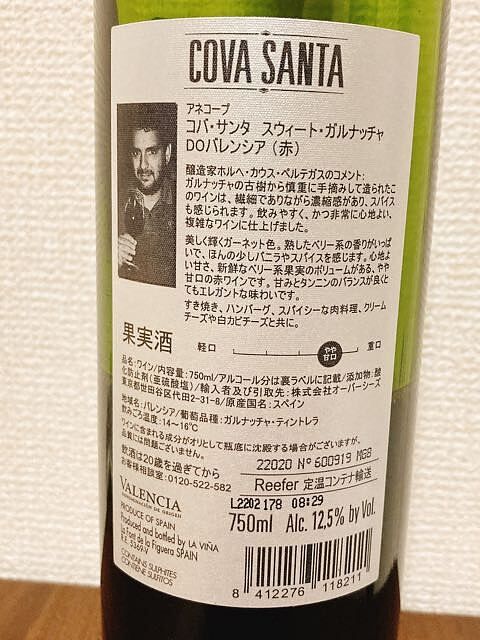 COVA SANTA
アネコープ
コバ・サンタ スウィート・ガルナッチャ
DOバレンシア(赤)
醸造家ホルヘ・カウス・ペルテガスのコメント:
ガルナッチャの古樹から慎重に手摘みして造られたこ
のワインは、繊細でありながら濃縮感があり、スパイス
も感じられます。飲みやすく、かつ非常に心地よい、
複雑なワインに仕上げました。
美しく輝くガーネット色。熟したベリー系の香りがいっぱ
いで、ほんの少しバニラやスパイスを感じます。心地よ
い甘さ、新鮮なベリー系果実のボリュームがある、やや
甘口の赤ワインです。甘みとタンニンのバランスが良くと
てもエレガントな味わいです。
すき焼き、ハンバーグ、スパイシーな肉料理、クリーム
チーズや白カビチーズと共に。
果実酒
軽口 やや甘口 重口
品名:ワイン/内容量:750ml/アルコール分は裏ラベルに記載/添加物:酸
化防止剤(亜硫酸塩)/輸入者及び引取先:株式会社オーバーシーズ
東京都世田谷区代田2-31-8/原産国名:スペイン
地域:バレンシア/葡萄品種:ガルナッチャ・ティントレラ
飲みごろ温度:14~16℃
ワインに含まれる成分がオリとして瓶底に沈殿する場合がございますが、
品質には問題ございません。
飲酒は20歳を過ぎてから
お客様相談室:0120-522-582
22020 Nº 600919 MGB
Reefer 定温コンテナ輸送
L2202178 08:29
VALENCIA
DENOMINACIÓN DE ORIGEN
750ml Alc. 12,5% by Vol.
PRODUCE OF SPAIN
Produced and bottled by LA VIÑA
La Font de la Figuera SPAIN
R.E. 5369-V
CONTAINS SULPHITES
CONTIENE SULFITOS
8 412276 118211